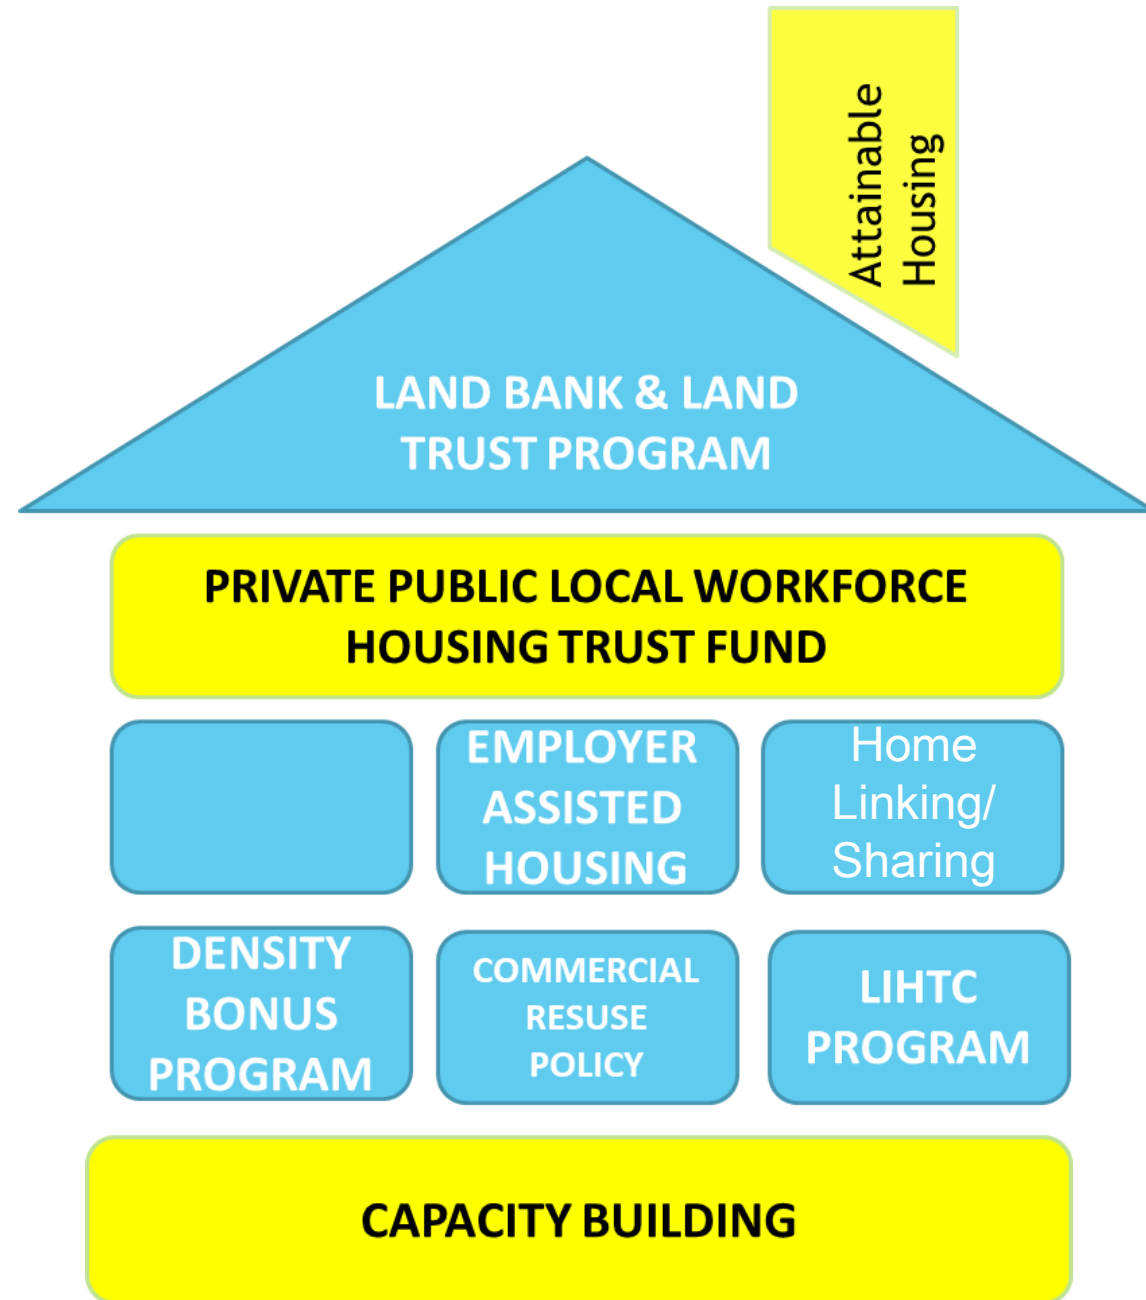 Attainable
Housing
LAND BANK & LAND
TRUST PROGRAM
PRIVATE PUBLIC LOCAL WORKFORCE
HOUSING TRUST FUND
EMPLOYER
ASSISTED
HOUSING
Home
Linking/
Sharing
DENSITY
BONUS
PROGRAM
COMMERCIAL
RESUSE
POLICY
LIHTC
PROGRAM
CAPACITY BUILDING